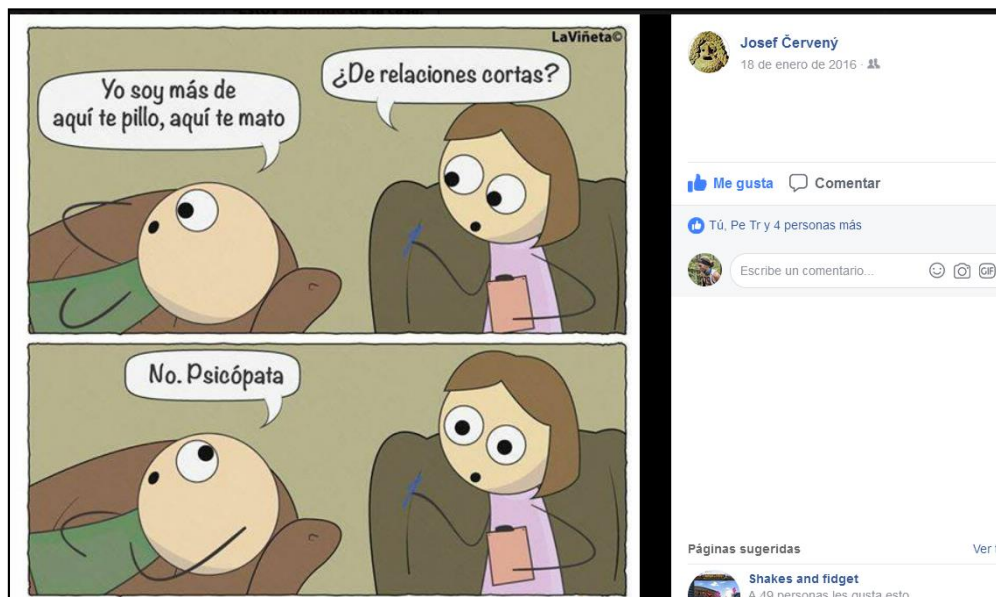 LaViñeta©
Yo soy más de
aquí te pillo, aquí te mato
¿De relaciones cortas?
No. Psicópata
Josef Červený
18 de enero de 2016 ·
Me gusta
Comentar
Tú, Pe Tr y 4 personas más
Escribe un comentario...
GIF
Páginas sugeridas
Ver
Shakes and fidget
A 49 personas les gusta esto